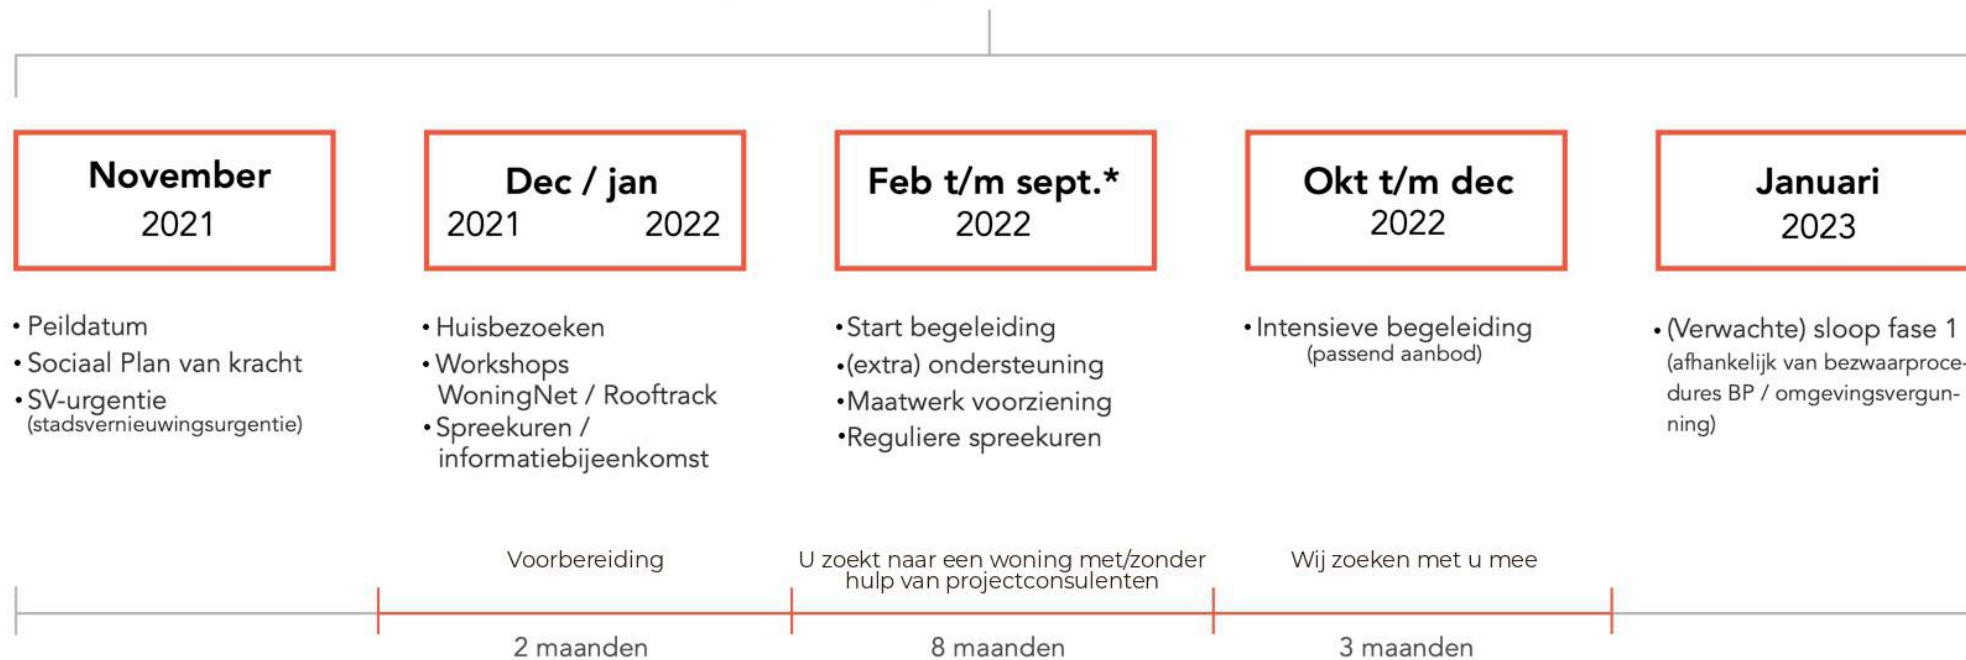 November
2021
• Peildatum
• Sociaal Plan van kracht
• SV-urgentie
(stadsvernieuwingsurgentie)
Dec / jan
2021 2022
• Huisbezoeken
• Workshops
WoningNet / Rooftrack
• Spreekuren /
informatiebijeenkomst
Feb t/m sept.*
2022
•Start begeleiding
•(extra) ondersteuning
•Maatwerk voorziening
•Reguliere spreekuren
Okt t/m dec
2022
• Intensieve begeleiding
(passend aanbod)
Januari
2023
• (Verwachte) sloop fase 1
(afhankelijk van bezwaarproce-
dures BP / omgevingsvergun-
ning)
Voorbereiding
2 maanden
U zoekt naar een woning met/zonder
hulp van projectconsulenten
8 maanden
Wij zoeken met u mee
3 maanden